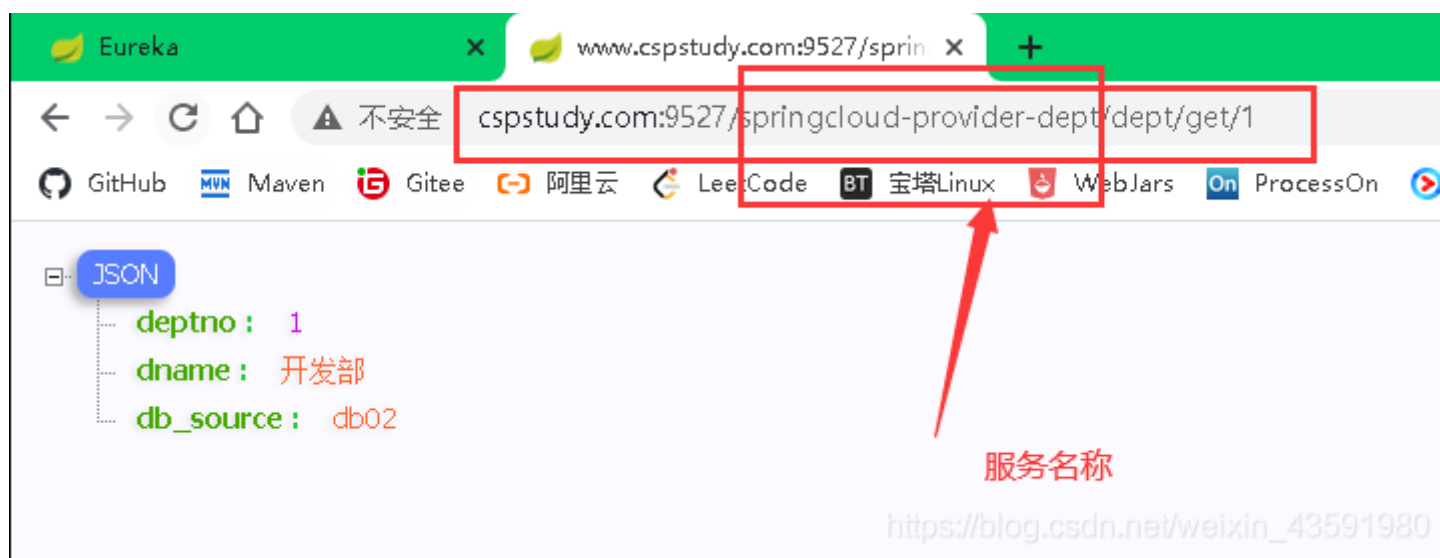 Eureka
www.cspstudy.com:9527/sprin
不安全 cspstudy.com:9527/springcloud-provider-dept/dept/get/1
GitHub MVN Maven Gitee 阿里云 LeetCode BT 宝塔Linux WebJars On ProcessOn
JSON
deptno : 1
dname : 开发部
db_source : db02
服务名称
https://blog.csdn.net/weixin_43591980